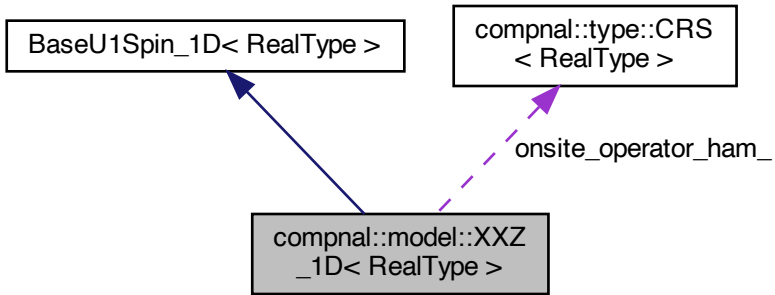 BaseU1Spin_1D< RealType >
compnal::type::CRS
< RealType >
onsite_operator_ham_
compnal::model::XXZ
_1D< RealType >